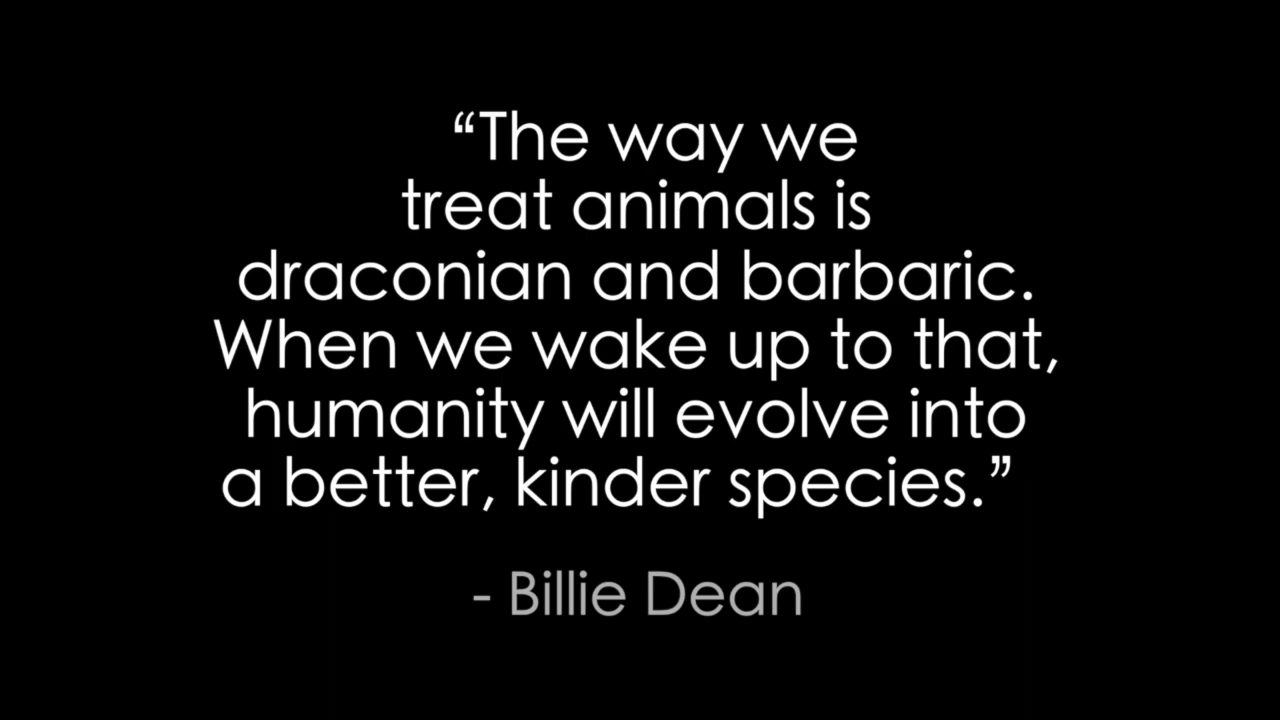 “The way we
treat animals is
draconian and barbaric.
When we wake up to that,
humanity will evolve into
a better, kinder species.”
- Billie Dean